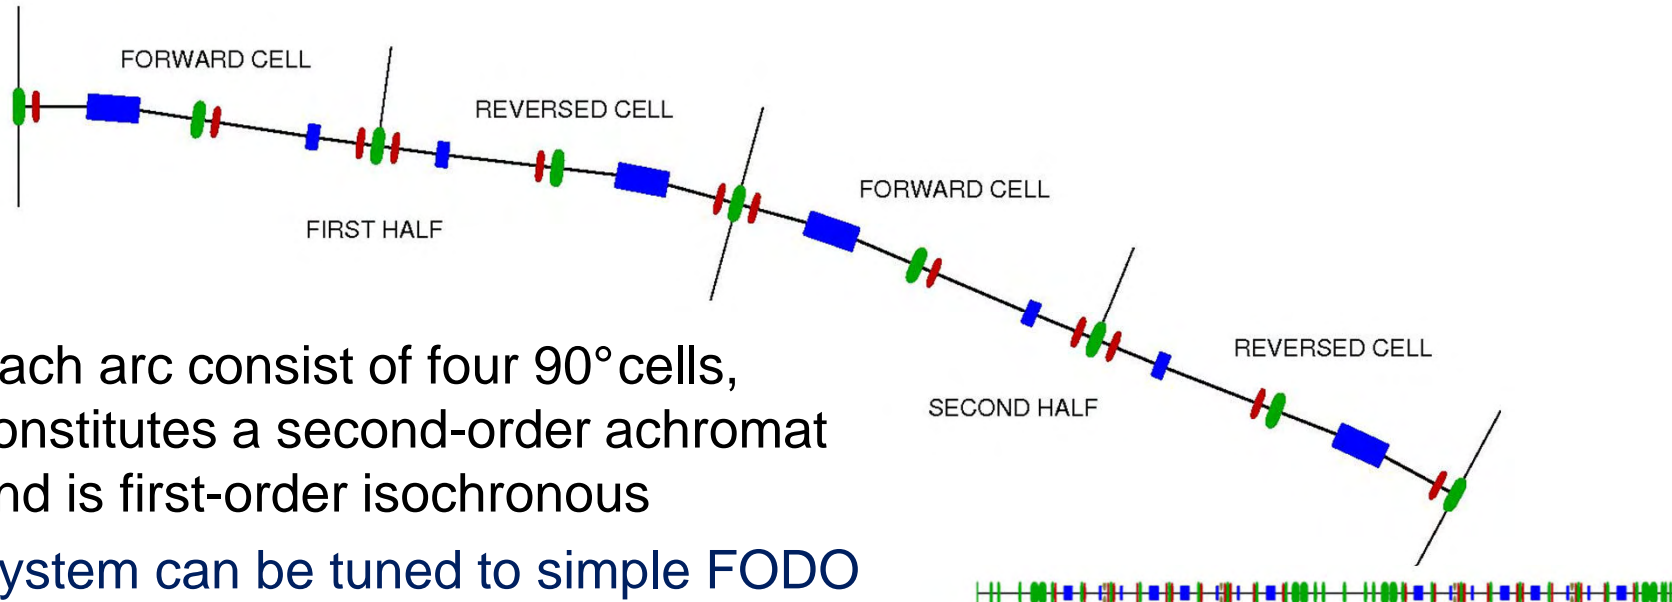 FORWARD CELL
REVERSED CELL
FORWARD CELL
FIRST HALF
REVERSED CELL
SECOND HALF
ach arc consist of four 90° cells,
onstitutes a second-order achromat
nd is first-order isochronous
ystem can be tuned to simple FODO